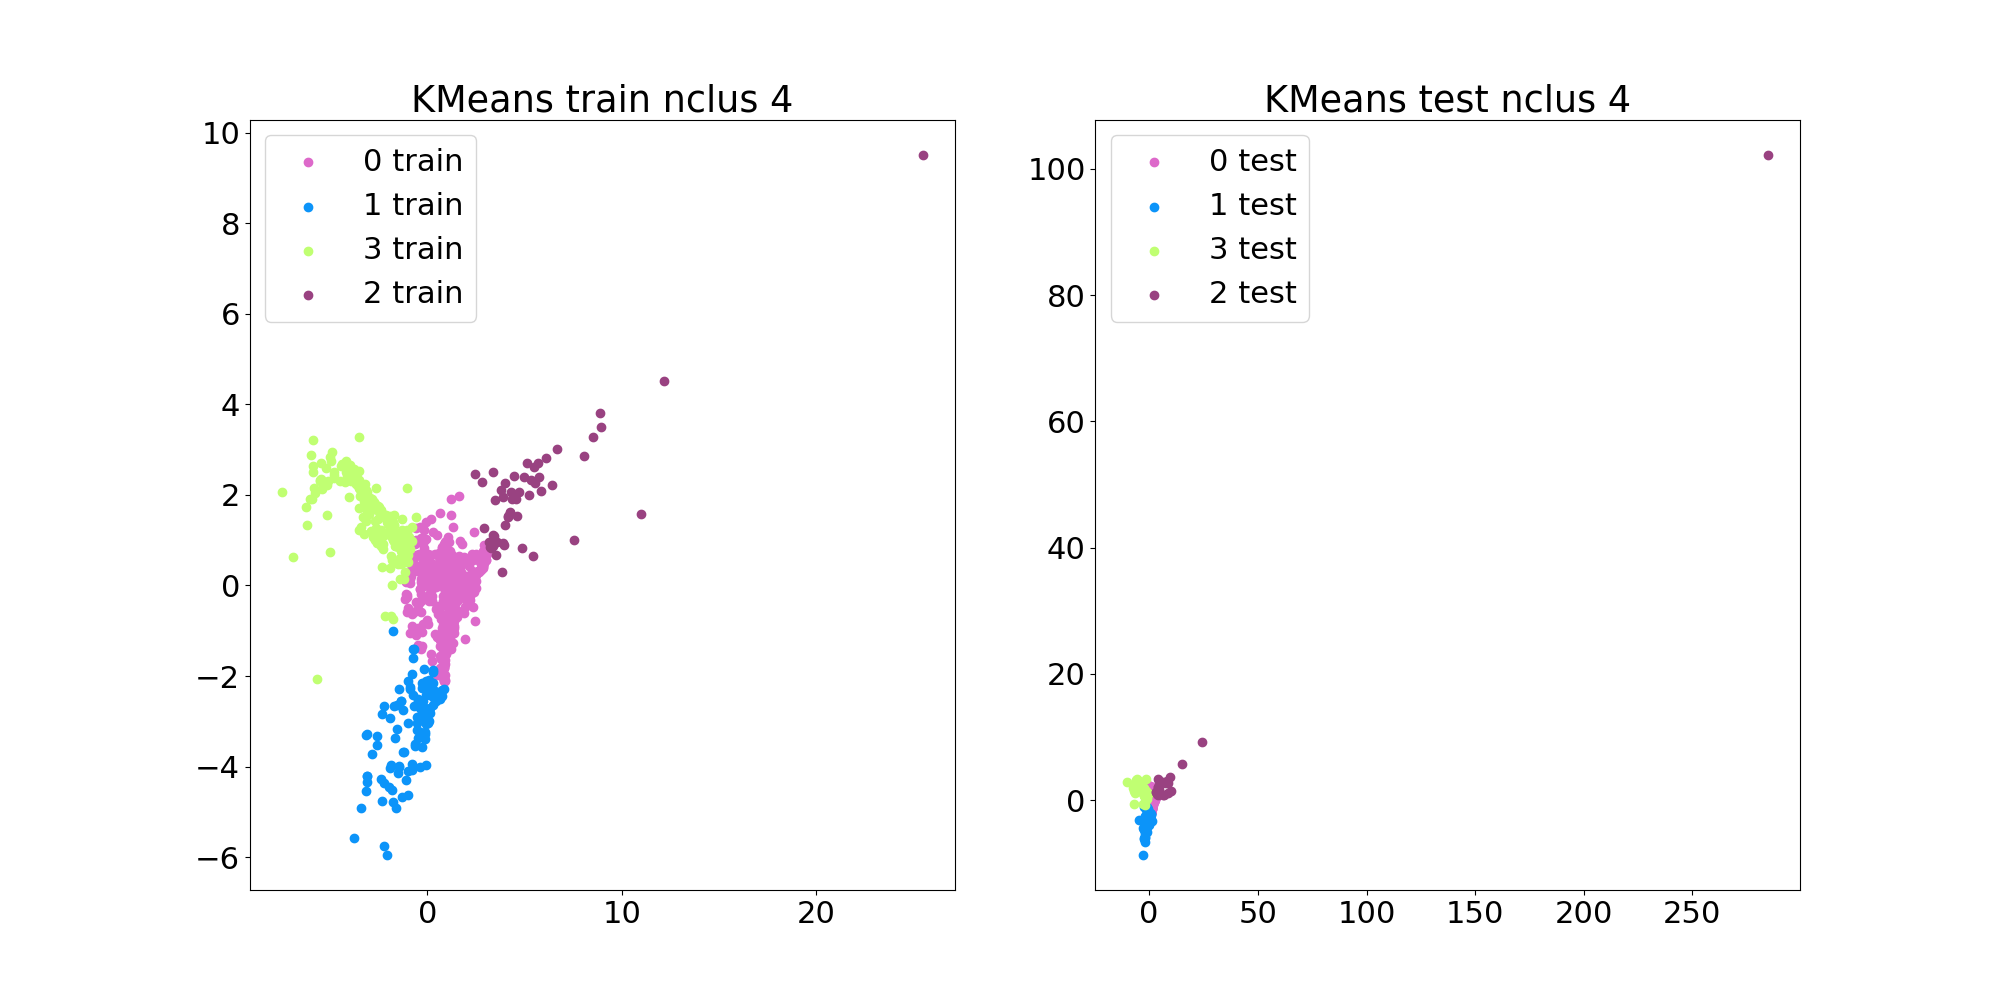 KMeans train nclus 4
10
8
6
4
2
0
−2
−4
−6
0 train
1 train
3 train
2 train
0
10
20
KMeans test nclus 4
100
80
60
40
20
0
0 test
1 test
3 test
2 test
0
50
100
150
200
250